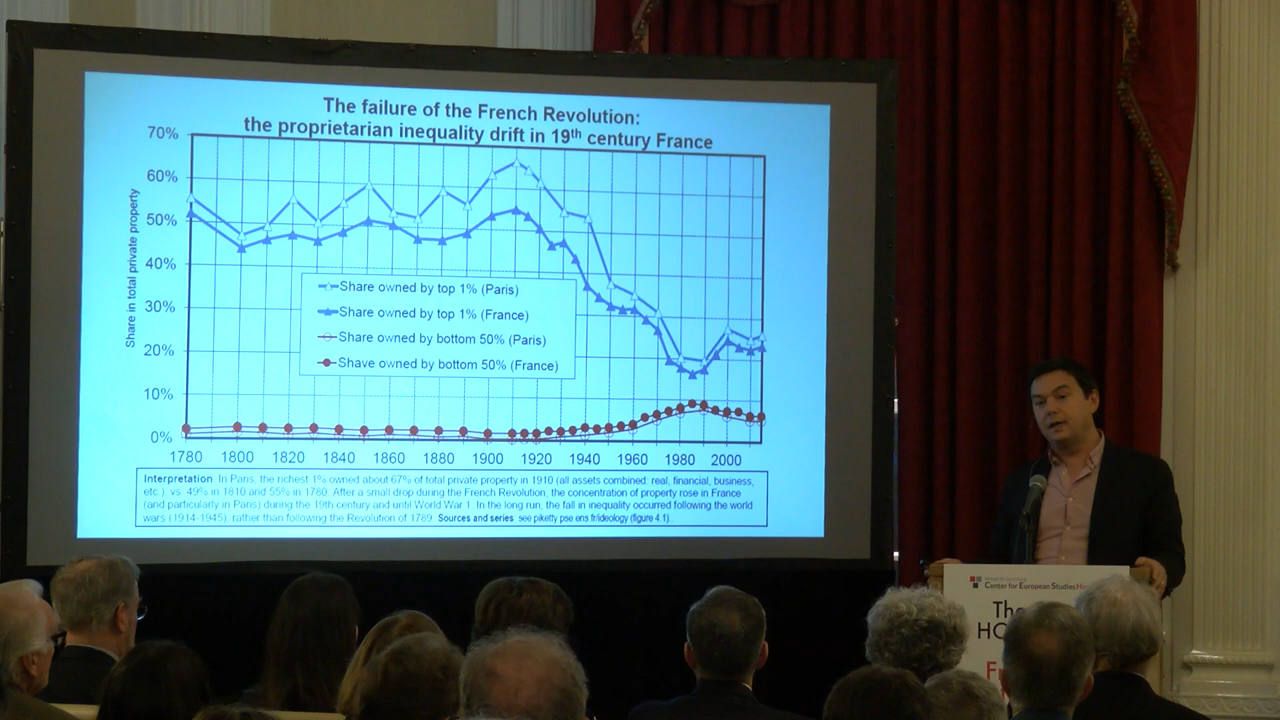 The failure of the French Revolution:
the proprietarian inequality drift in 19th century France
70%
60%
50%
40%
30%
20%
10%
0%
Share in total private property
Share owned by top 1% (Paris)
Share owned by top 1% (France)
Share owned by bottom 50% (Paris)
Shave owned by bottom 50% (France)
1780 1800 1820 1840 1860 1880 1900 1920 1940 1960 1980 2000
Interpretation. In Paris, the richest 1% owned about 67% of total private property in 1910 (all assets combined: real, financial, business,
etc.), vs. 49% in 1810 and 55% in 1780. After a small drop during the French Revolution, the concentration of property rose in France
(and particularly in Paris) during the 19th century and until World War 1. In the long run, the fall in inequality occurred following the world
wars (1914-1945), rather than following the Revolution of 1789. Sources and series: see piketty.pse.ens.fr/ideology (figure 4.1).
Center for European Studies